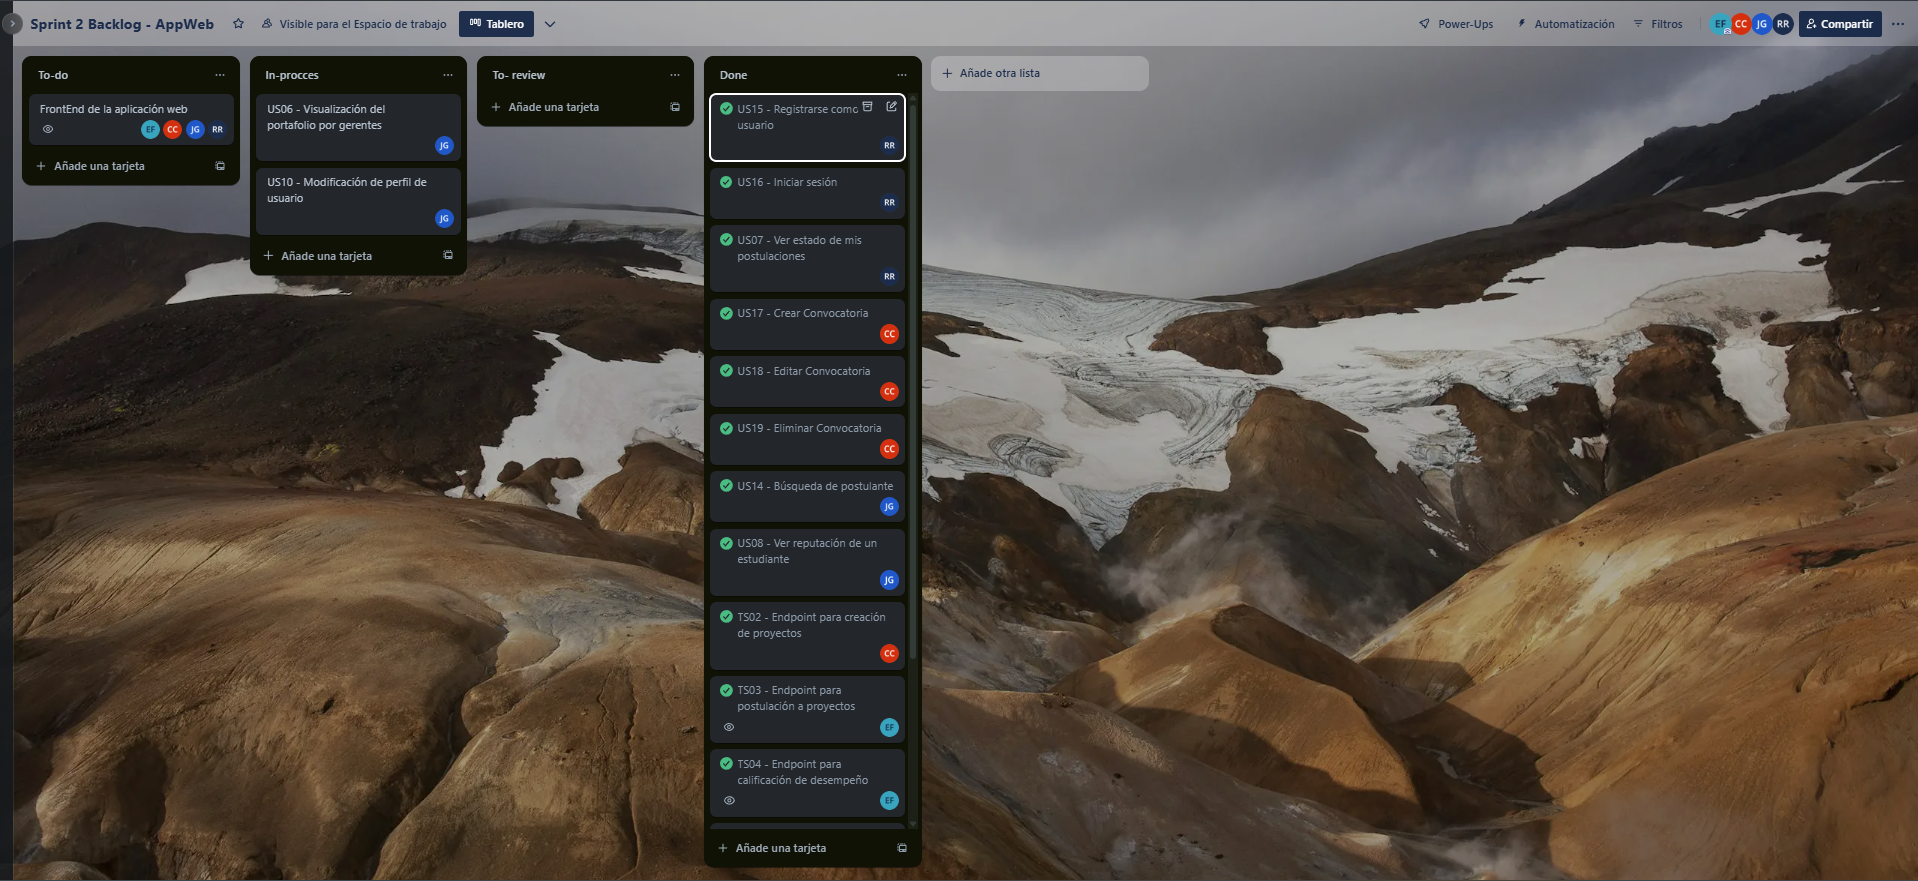 Sprint 2 Backlog - AppWeb
Visible para el Espacio de trabajo
Tablero
Power-Ups
Automatización
Filtros
EF
CC
JG
RR
Compartir
To-do
FrontEnd de la aplicación web
EF
CC
JG
RR
Añade una tarjeta
In-procces
US06 - Visualización del
portafolio por gerentes
JG
US10 - Modificación de perfil de
usuario
JG
Añade una tarjeta
To- review
Añade una tarjeta
Done
US15 - Registrarse como
usuario
RR
US16 - Iniciar sesión
RR
US07 - Ver estado de mis
postulaciones
RR
US17 - Crear Convocatoria
CC
US18 - Editar Convocatoria
CC
US19 - Eliminar Convocatoria
CC
US14 - Búsqueda de postulante
JG
US08 - Ver reputación de un
estudiante
JG
TS02 - Endpoint para creación
de proyectos
CC
TS03 - Endpoint para
postulación a proyectos
EF
TS04 - Endpoint para
calificación de desempeño
EF
Añade una tarjeta
Añade otra lista